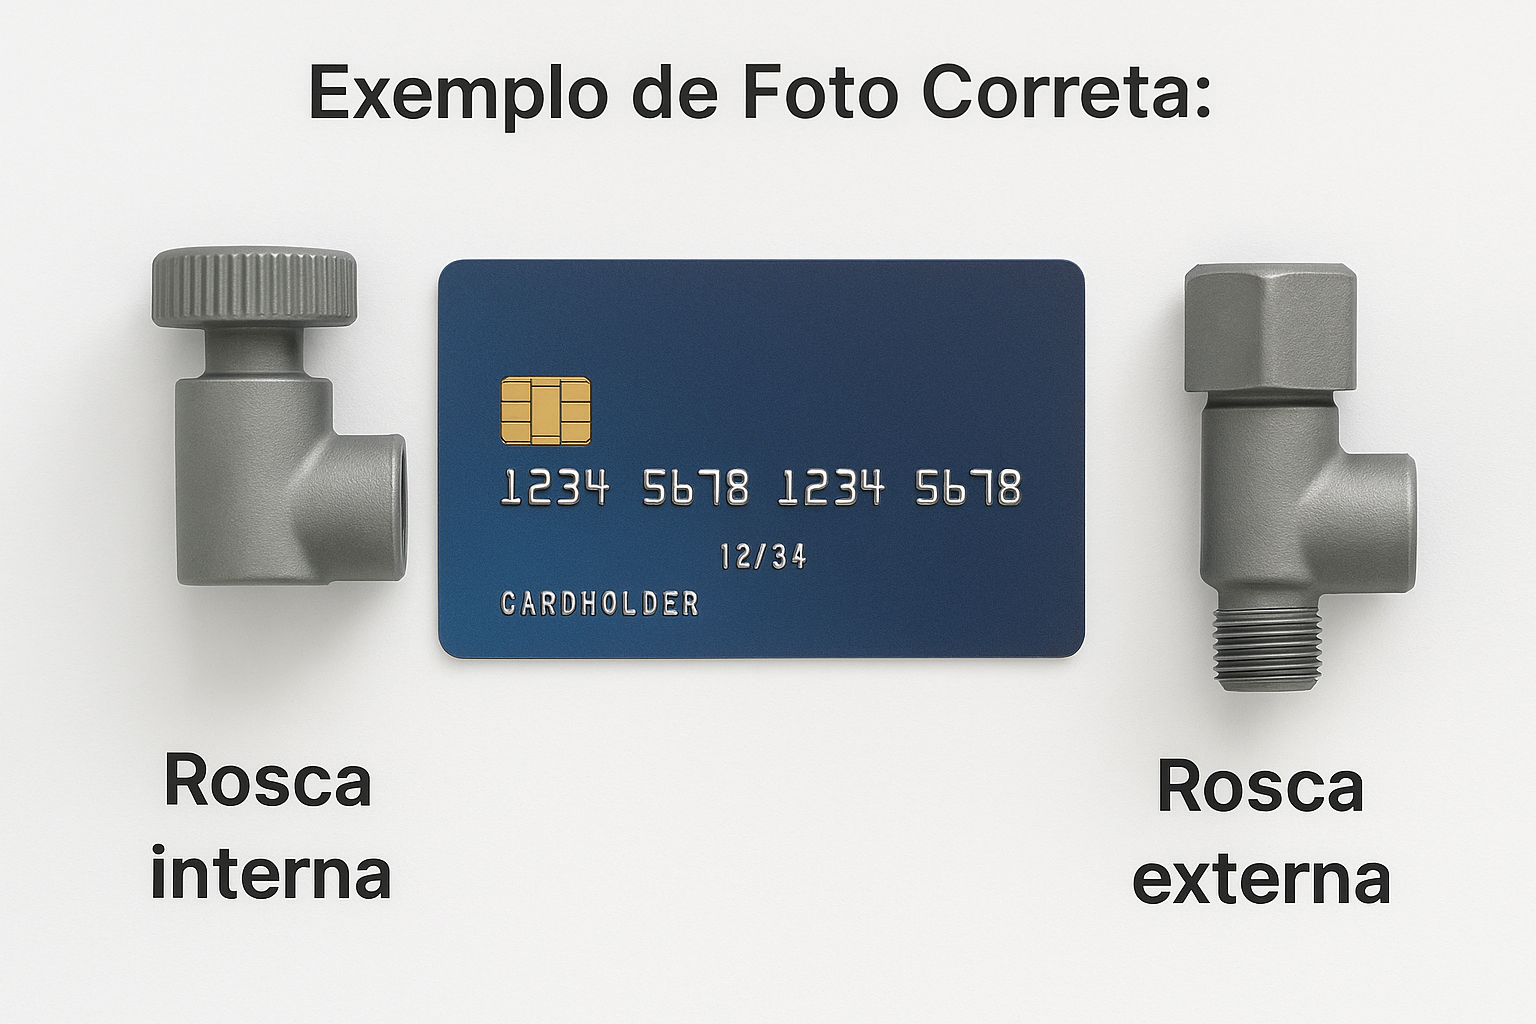 Exemplo de Foto Correta:
1234 5678 1234 5678
12/34
CARDHOLDER
Rosca
interna
Rosca
externa